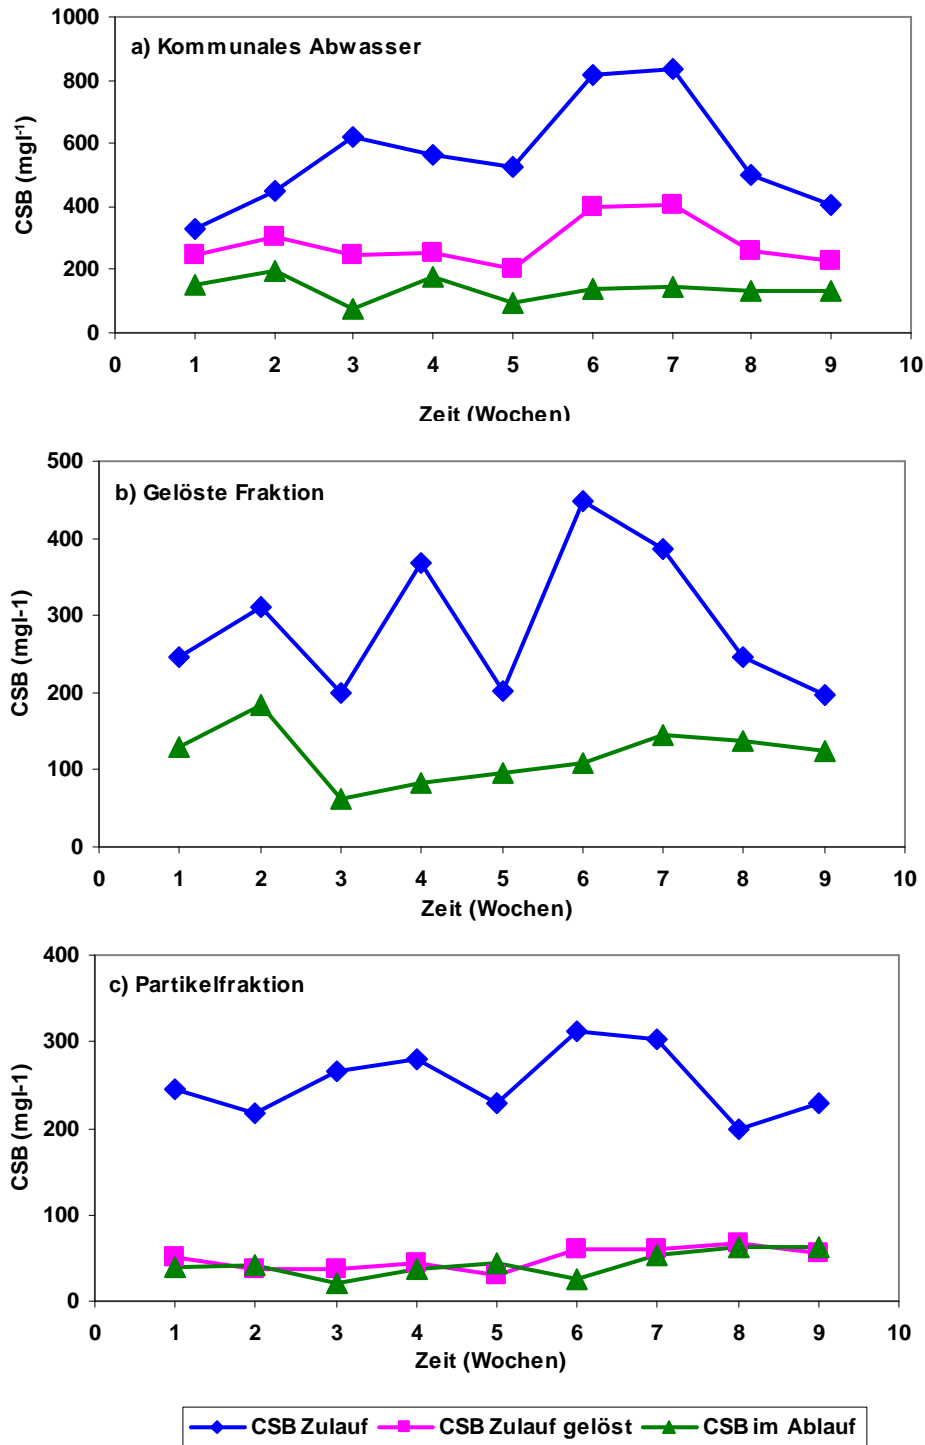 a) Kommunales Abwasser
CSB (mgl-1)
1000
800
600
400
200
0
0 1 2 3 4 5 6 7 8 9 10
Zeit (Wochen)
b) Gelöste Fraktion
CSB (mgl-1)
500
400
300
200
100
0
0 1 2 3 4 5 6 7 8 9 10
Zeit (Wochen)
c) Partikelfraktion
CSB (mgl-1)
400
300
200
100
0
0 1 2 3 4 5 6 7 8 9 10
Zeit (Wochen)
CSB Zulauf CSB Zulauf gelöst CSB im Ablauf